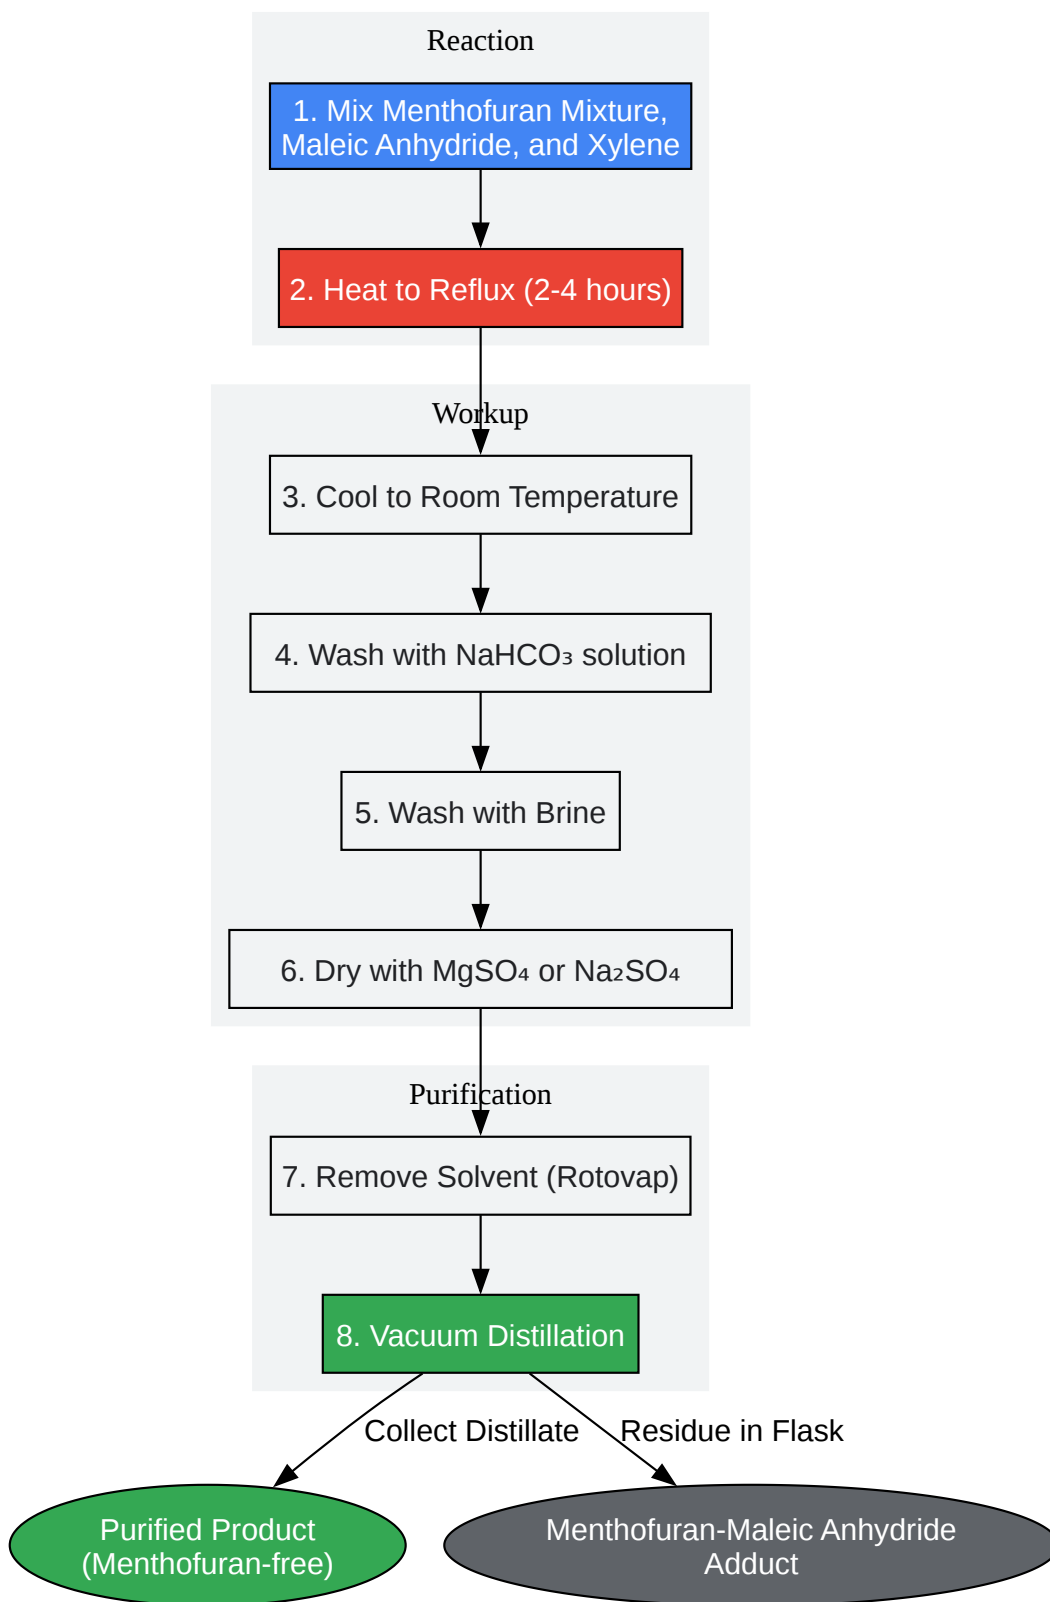 Reaction
1. Mix Menthofuran Mixture,
Maleic Anhydride, and Xylene
2. Heat to Reflux (2-4 hours)
Workup
3. Cool to Room Temperature
4. Wash with NaHCO₃ solution
5. Wash with Brine
6. Dry with MgSO₄ or Na₂SO₄
Purification
7. Remove Solvent (Rotovap)
8. Vacuum Distillation
Collect Distillate
Residue in Flask
Purified Product
(Menthofuran-free)
Menthofuran-Maleic Anhydride
Adduct